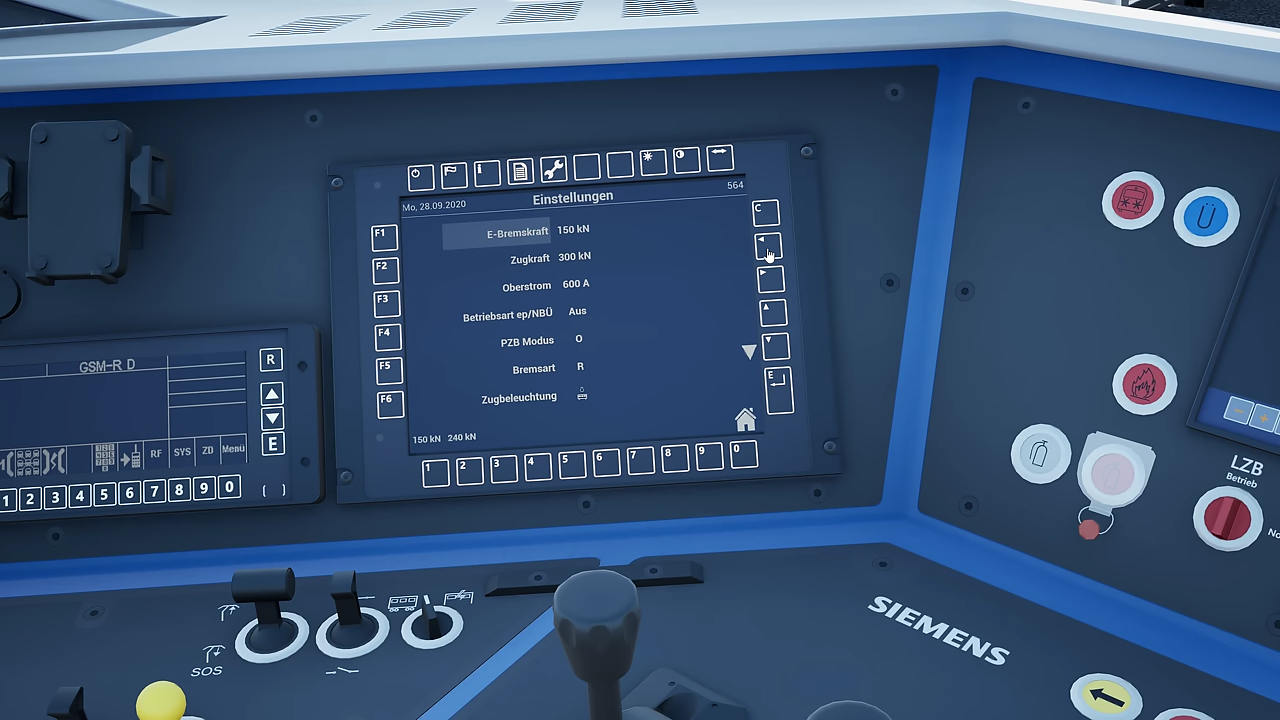 Mo, 28.09.2020
Einstellungen
564
E-Bremskraft 150 kN
Zugkraft 300 kN
Oberstrom 600 A
Betriebsart ep/NBÜ Aus
PZB Modus O
Bremsart R
Zugbeleuchtung
150 kN 240 kN
F1
F2
F3
F4
F5
F6
C
E
1 2 3 4 5 6 7 8 9 0
GSM-R D
R
E
RF SYS ZD Menü
1 2 3 4 5 6 7 8 9 0 ( )
Ü
LZB
Betrieb
SIEMENS
SOS